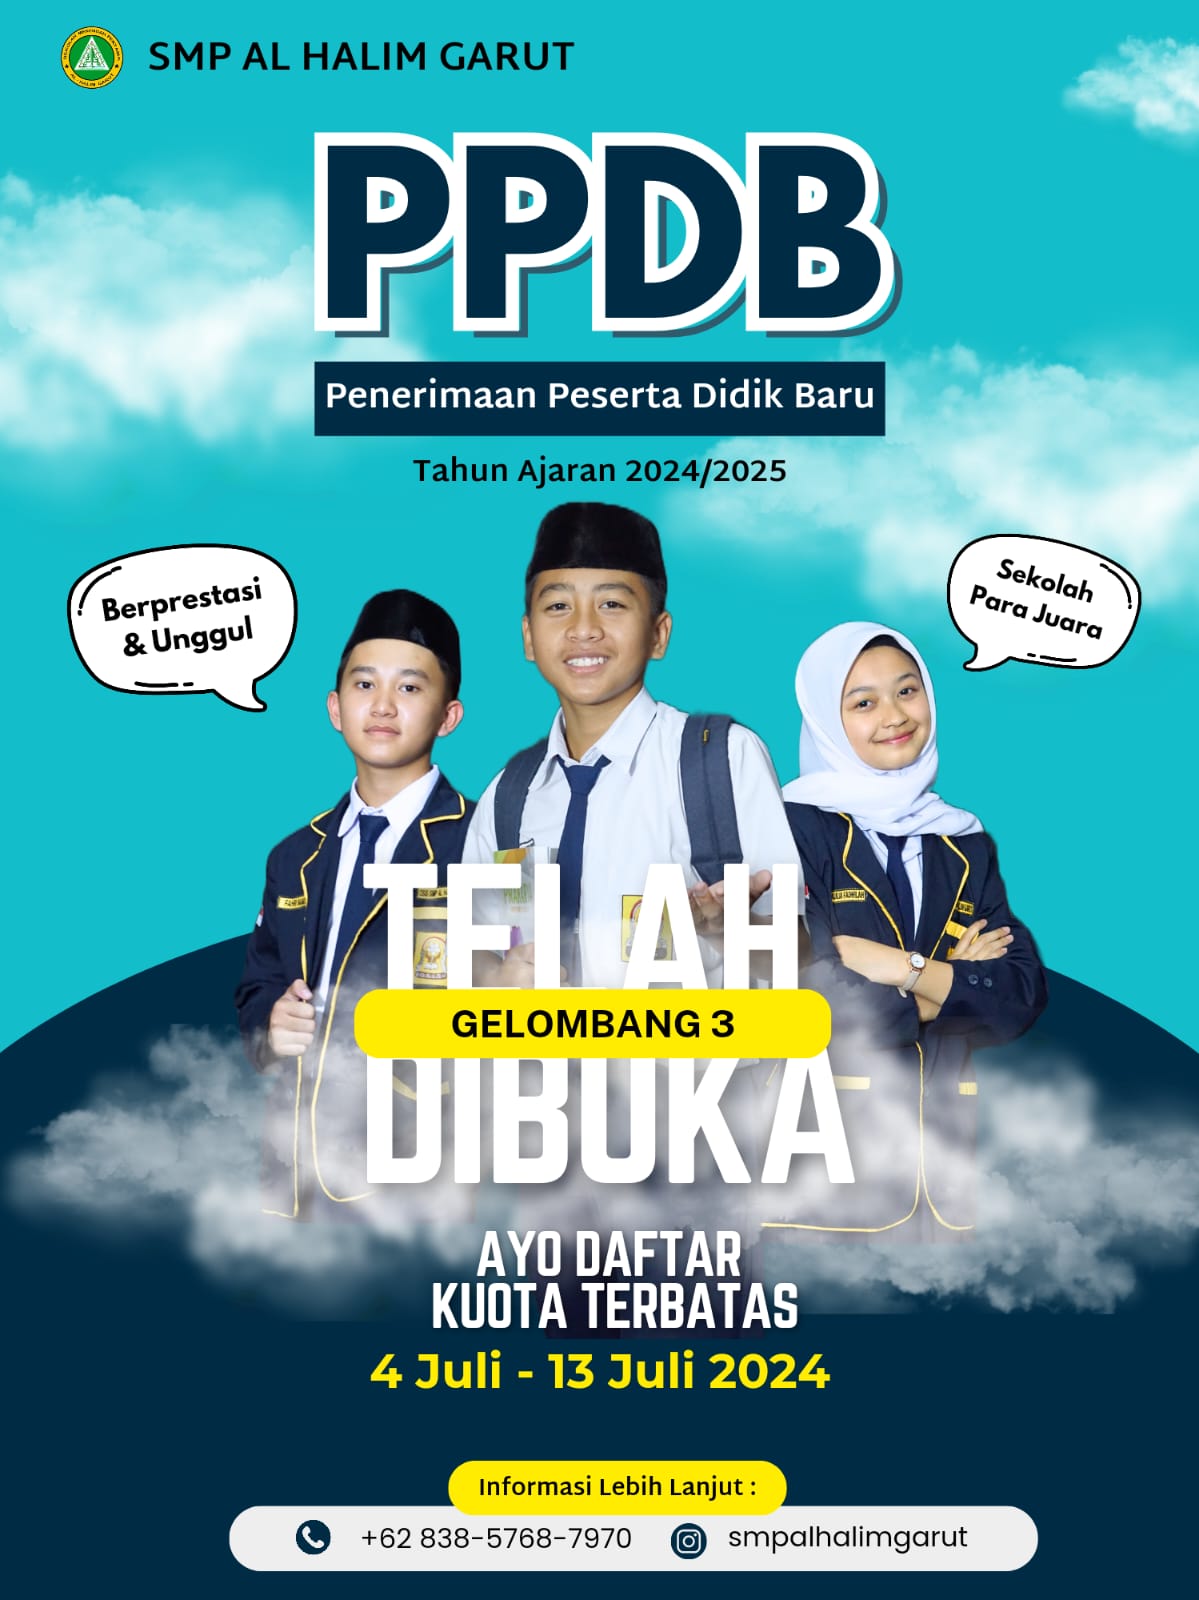 SMP AL HALIM GARUT
PPDB
Penerimaan Peserta Didik Baru
Tahun Ajaran 2024/2025
Berprestasi
& Unggul
Sekolah
Para Juara
TELAH
GELOMBANG 3
DIBUKA
AYO DAFTAR
KUOTA TERBATAS
4 Juli - 13 Juli 2024
Informasi Lebih Lanjut :
+62 838-5768-7970
smpalhalimgarut